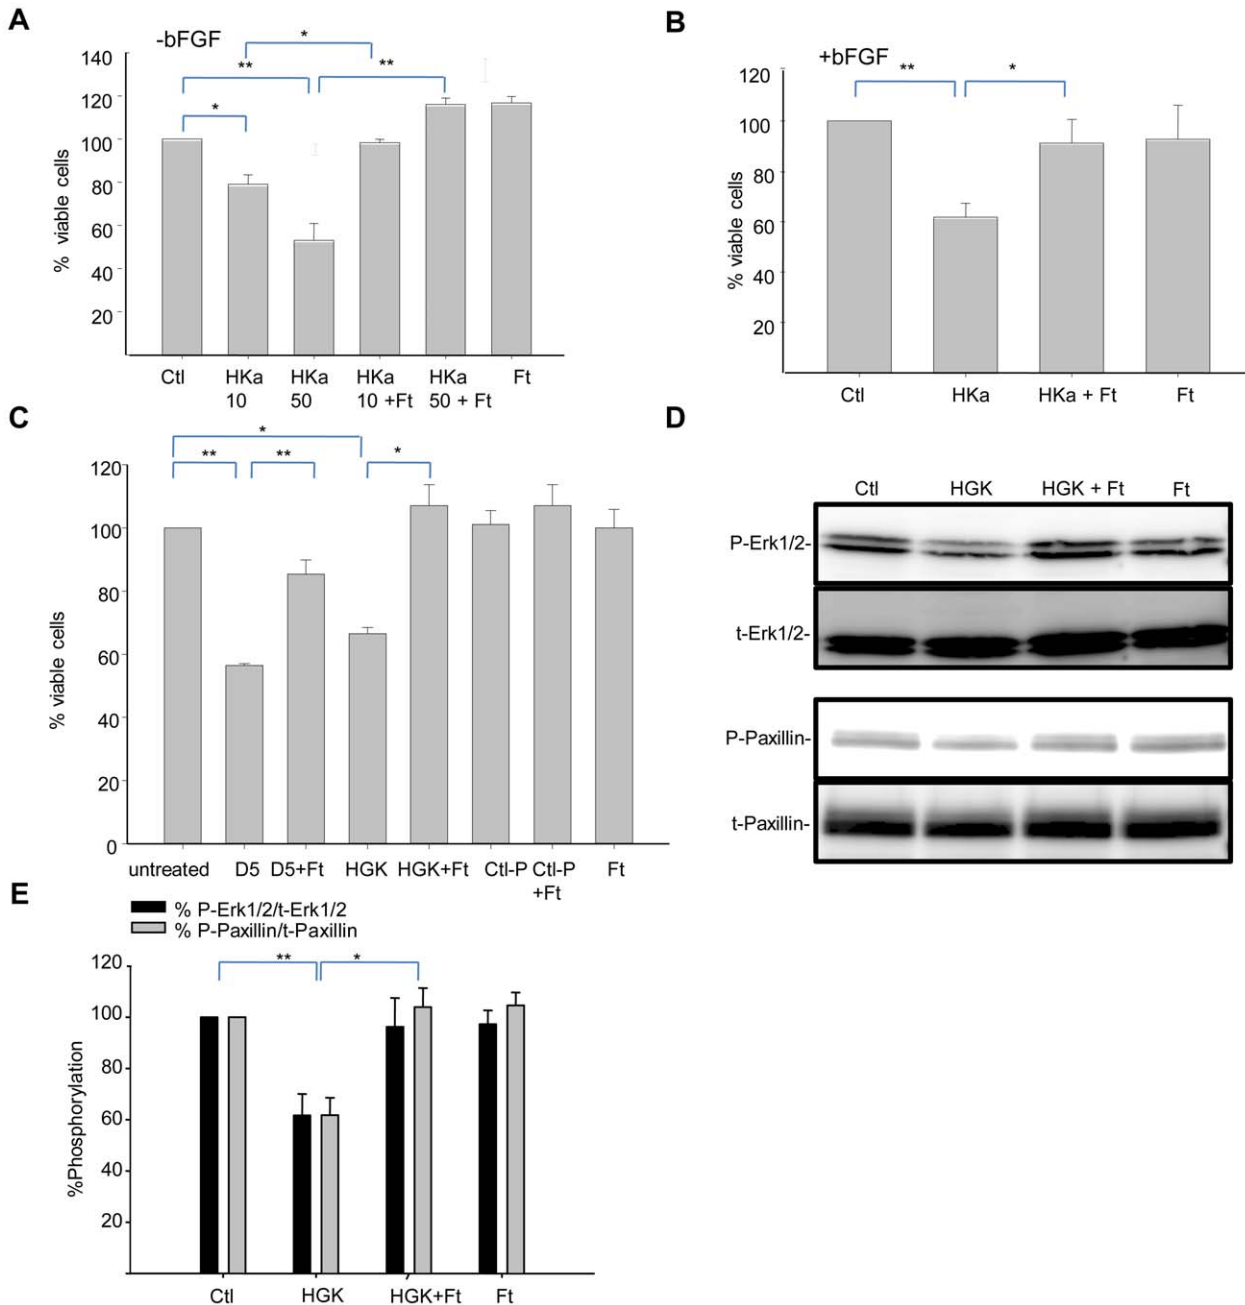 A
-bFGF
*
**
**
*
140
120
100
80
60
40
20
% viable cells
Ctl
HKa
10
HKa
50
HKa
10 +Ft
HKa
50 + Ft
Ft
B
+bFGF
**
*
120
100
80
60
40
20
% viable cells
Ctl
HKa
HKa + Ft
Ft
C
*
**
**
*
120
100
80
60
40
20
0
% viable cells
untreated
D5
D5+Ft
HGK
HGK+Ft
Ctl-P
Ctl-P
+Ft
Ft
D
Ctl
HGK
HGK + Ft
Ft
P-Erk1/2-
t-Erk1/2-
P-Paxillin-
t-Paxillin-
E
% P-Erk1/2/t-Erk1/2
% P-Paxillin/t-Paxillin
**
*
120
100
80
60
40
20
%Phosphorylation
Ctl
HGK
HGK+Ft
Ft